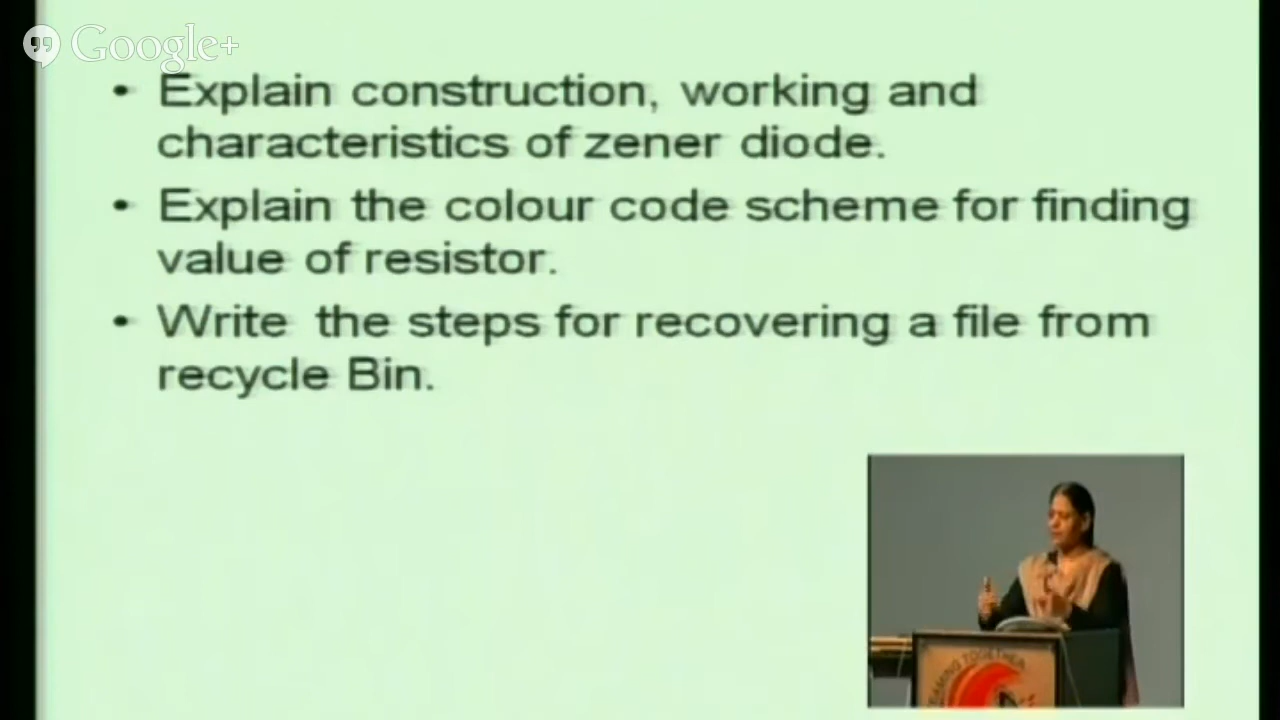 Google+
• Explain construction, working and
characteristics of zener diode.
• Explain the colour code scheme for finding
value of resistor.
• Write the steps for recovering a file from
recycle Bin.
TOGETHER